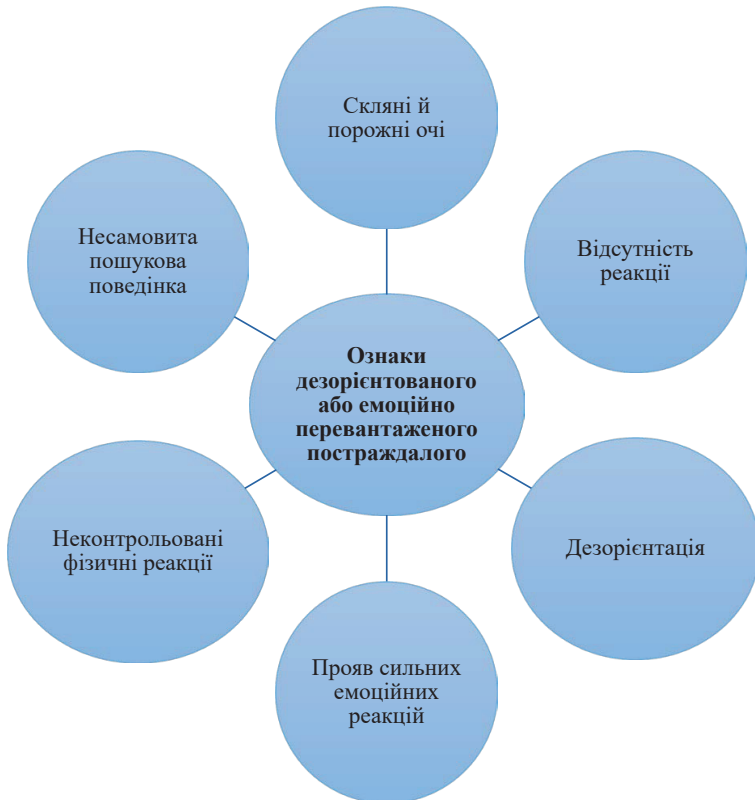 Скляні й
порожні очі
Несамовита
пошукова
поведінка
Відсутність
реакції
Ознаки
дезорієнтованого
або емоційно
перевантаженого
постраждалого
Неконтрольовані
фізичні реакції
Дезорієнтація
Прояв сильних
емоційних
реакцій